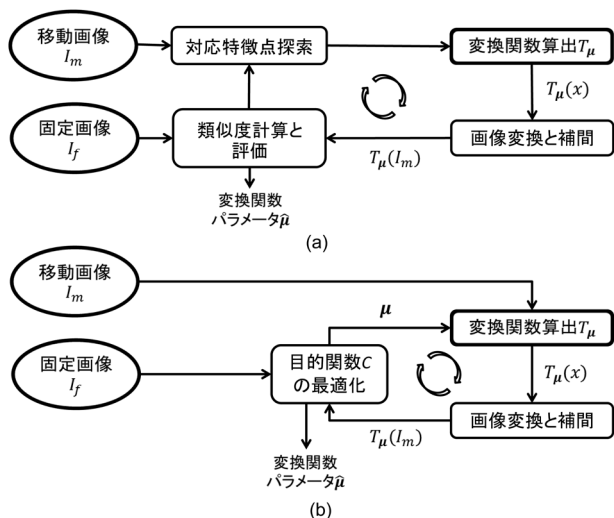 移動画像
I_m
対応特徴点探索
変換関数算出T_μ
T_μ(x)
固定画像
I_f
類似度計算と
評価
T_μ(I_m)
画像変換と補間
変換関数
パラメータμ̂
(a)
移動画像
I_m
μ
変換関数算出T_μ
固定画像
I_f
目的関数C
の最適化
T_μ(x)
T_μ(I_m)
画像変換と補間
変換関数
パラメータμ̂
(b)